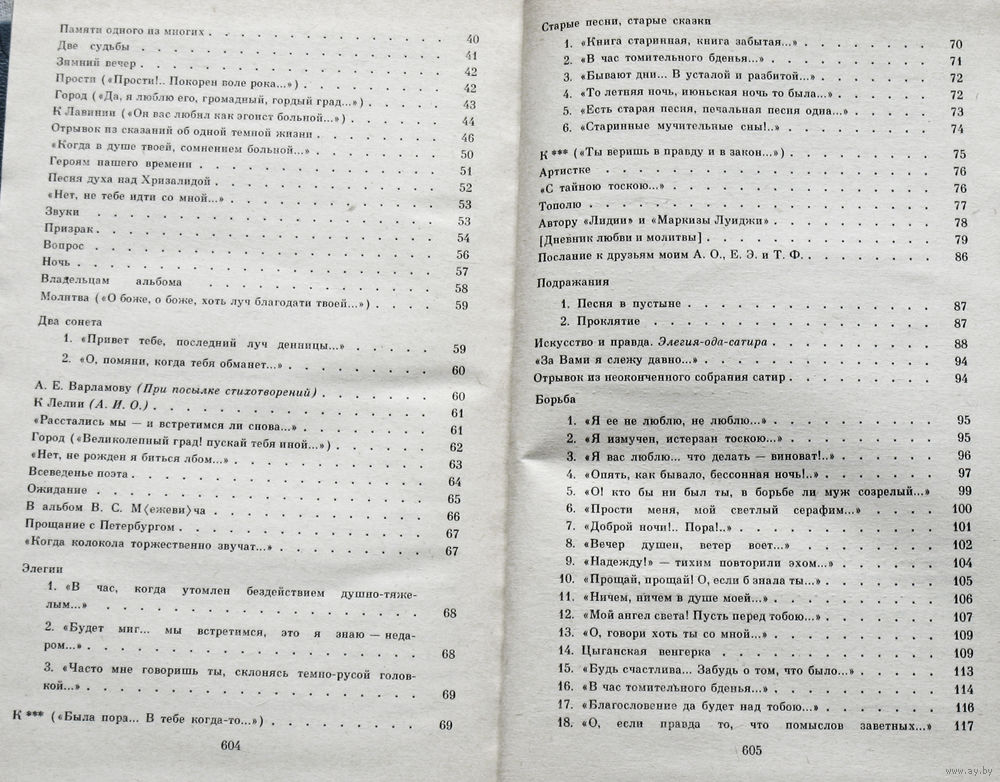 Памяти одного из многих . . . . . . . . . . 40
Две судьбы . . . . . . . . . . 41
Зимний вечер . . . . . . . . . . 42
Прости («Прости!.. Покорен воле рока...») . . . . . . 42
Город («Да, я люблю его, громадный, гордый град...») . . . . 43
К Лавинии («Он вас любил как эгоист больной...») . . . . 44
Отрывок из сказаний об одной темной жизни . . . . . . 46
«Когда в душе твоей, сомнением больной...» . . . . . . 50
Героям нашего времени . . . . . . . . . . 51
Песня духа над Хризалидой . . . . . . . . . . 52
«Нет, не тебе идти со мной...» . . . . . . . . . . 53
Звуки . . . . . . . . . . 53
Призрак . . . . . . . . . . 54
Вопрос . . . . . . . . . . 56
Ночь . . . . . . . . . . 57
Владельцам альбома . . . . . . . . . . 58
Молитва («О боже, о боже, хоть луч благодати твоей...») . . . . 59
Два сонета
1. «Привет тебе, последний луч денницы...» . . . . . . 59
2. «О, помяни, когда тебя обманет...» . . . . . . 60
А. Е. Варламову (При посылке стихотворений) . . . . . . 60
К Лелии (А. И. О.) . . . . . . . . . . 61
«Расстались мы — и встретимся ли снова...» . . . . . . 61
Город («Великолепный град! пускай тебя иной...») . . . . . 62
«Нет, не рожден я биться лбом...» . . . . . . . . 63
Всеведенье поэта . . . . . . . . . . 64
Ожидание . . . . . . . . . . 65
В альбом В. С. М⟨ежеви⟩ча . . . . . . . . . . 66
Прощание с Петербургом . . . . . . . . . . 67
«Когда колокола торжественно звучат...» . . . . . . 67
Элегии
1. «В час, когда утомлен бездействием душно-тяже-
лым...» . . . . . . . . . . 68
2. «Будет миг... мы встретимся, это я знаю — неда-
ром...» . . . . . . . . . . 68
3. «Часто мне говоришь ты, склонясь темно-русой голов-
кой...» . . . . . . . . . . 69
К *** («Была пора... В тебе когда-то...») . . . . . . 69
604
Старые песни, старые сказки
1. «Книга старинная, книга забытая...» . . . . . . 70
2. «В час томительного бденья...» . . . . . . . . 71
3. «Бывают дни... В усталой и разбитой...» . . . . . . 72
4. «То летняя ночь, июньская ночь то была...» . . . . . 72
5. «Есть старая песня, печальная песня одна...» . . . . 73
6. «Старинные мучительные сны!..» . . . . . . . . 74
К *** («Ты веришь в правду и в закон...») . . . . . . 75
Артистке . . . . . . . . . . 76
«С тайною тоскою...» . . . . . . . . . . 76
Тополю . . . . . . . . . . 77
Автору «Лидии» и «Маркизы Луиджи» . . . . . . 78
[Дневник любви и молитвы] . . . . . . . . . . 79
Послание к друзьям моим А. О., Е. Э. и Т. Ф. . . . . . . 86
Подражания
1. Песня в пустыне . . . . . . . . . . 87
2. Проклятие . . . . . . . . . . 87
Искусство и правда. Элегия-ода-сатира . . . . . . 88
«За Вами я слежу давно...» . . . . . . . . . . 94
Отрывок из неоконченного собрания сатир . . . . . . 94
Борьба
1. «Я ее не люблю, не люблю...» . . . . . . . . 95
2. «Я измучен, истерзан тоскою...» . . . . . . . . 95
3. «Я вас люблю... что делать — виноват!..» . . . . . . 96
4. «Опять, как бывало, бессонная ночь!..» . . . . . . 97
5. «О! кто бы ни был ты, в борьбе ли муж созрелый...» 99
6. «Прости меня, мой светлый серафим...» . . . . 100
7. «Доброй ночи!.. Пора!..» . . . . . . . . . . 101
8. «Вечер душен, ветер воет...» . . . . . . . . 102
9. «Надежду!» — тихим повторили эхом...» . . . . . 104
10. «Прощай, прощай! О, если б знала ты...» . . . . . . 105
11. «Ничем, ничем в душе моей...» . . . . . . . . 106
12. «Мой ангел света! Пусть перед тобою...» . . . . . . 107
13. «О, говори хоть ты со мной...» . . . . . . . . 109
14. Цыганская венгерка . . . . . . . . . . 109
15. «Будь счастлива... Забудь о том, что было...» . . . . 113
16. «В час томительного бденья...» . . . . . . . . 114
17. «Благословение да будет над тобою...» . . . . . . 116
18. «О, если правда то, что помыслов заветных...» 117
605
www.ay.by